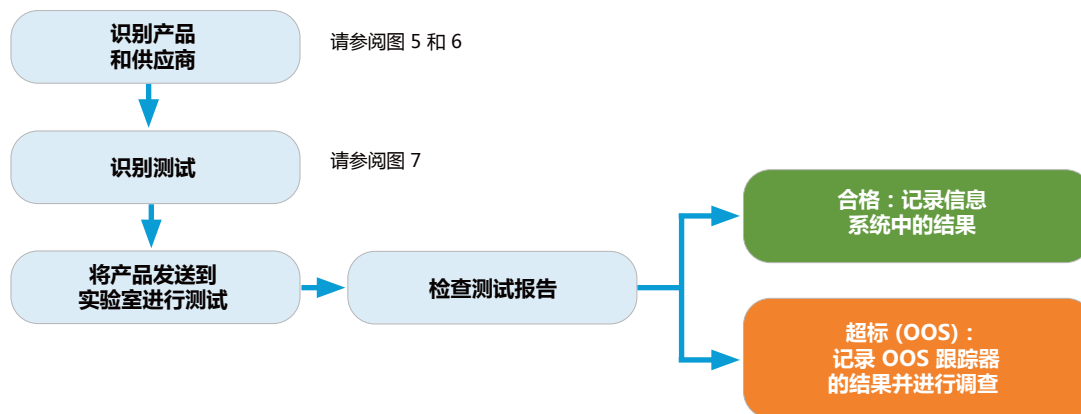 识别产品
和供应商
请参阅图 5 和 6
识别测试
请参阅图 7
将产品发送到
实验室进行测试
检查测试报告
合格：记录信息
系统中的结果
超标 (OOS)：
记录 OOS 跟踪器
的结果并进行调查